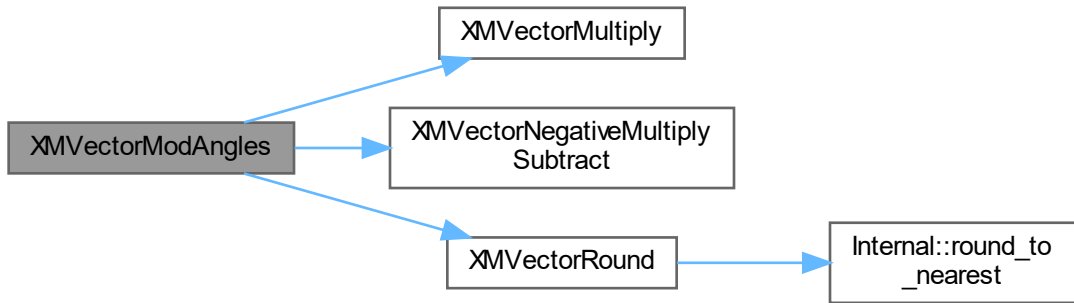 XMVectorMultiply
XMVectorModAngles
XMVectorNegativeMultiply
Subtract
XMVectorRound
Internal::round_to
_nearest